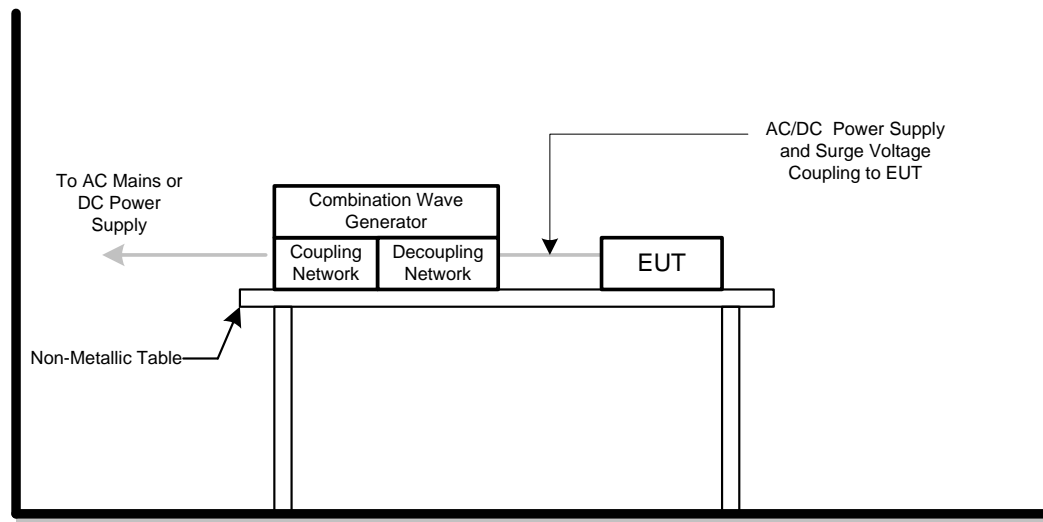 AC/DC Power Supply
and Surge Voltage
Coupling to EUT
To AC Mains or
DC Power
Supply
Combination Wave
Generator
Coupling
Network
Decoupling
Network
EUT
Non-Metallic Table